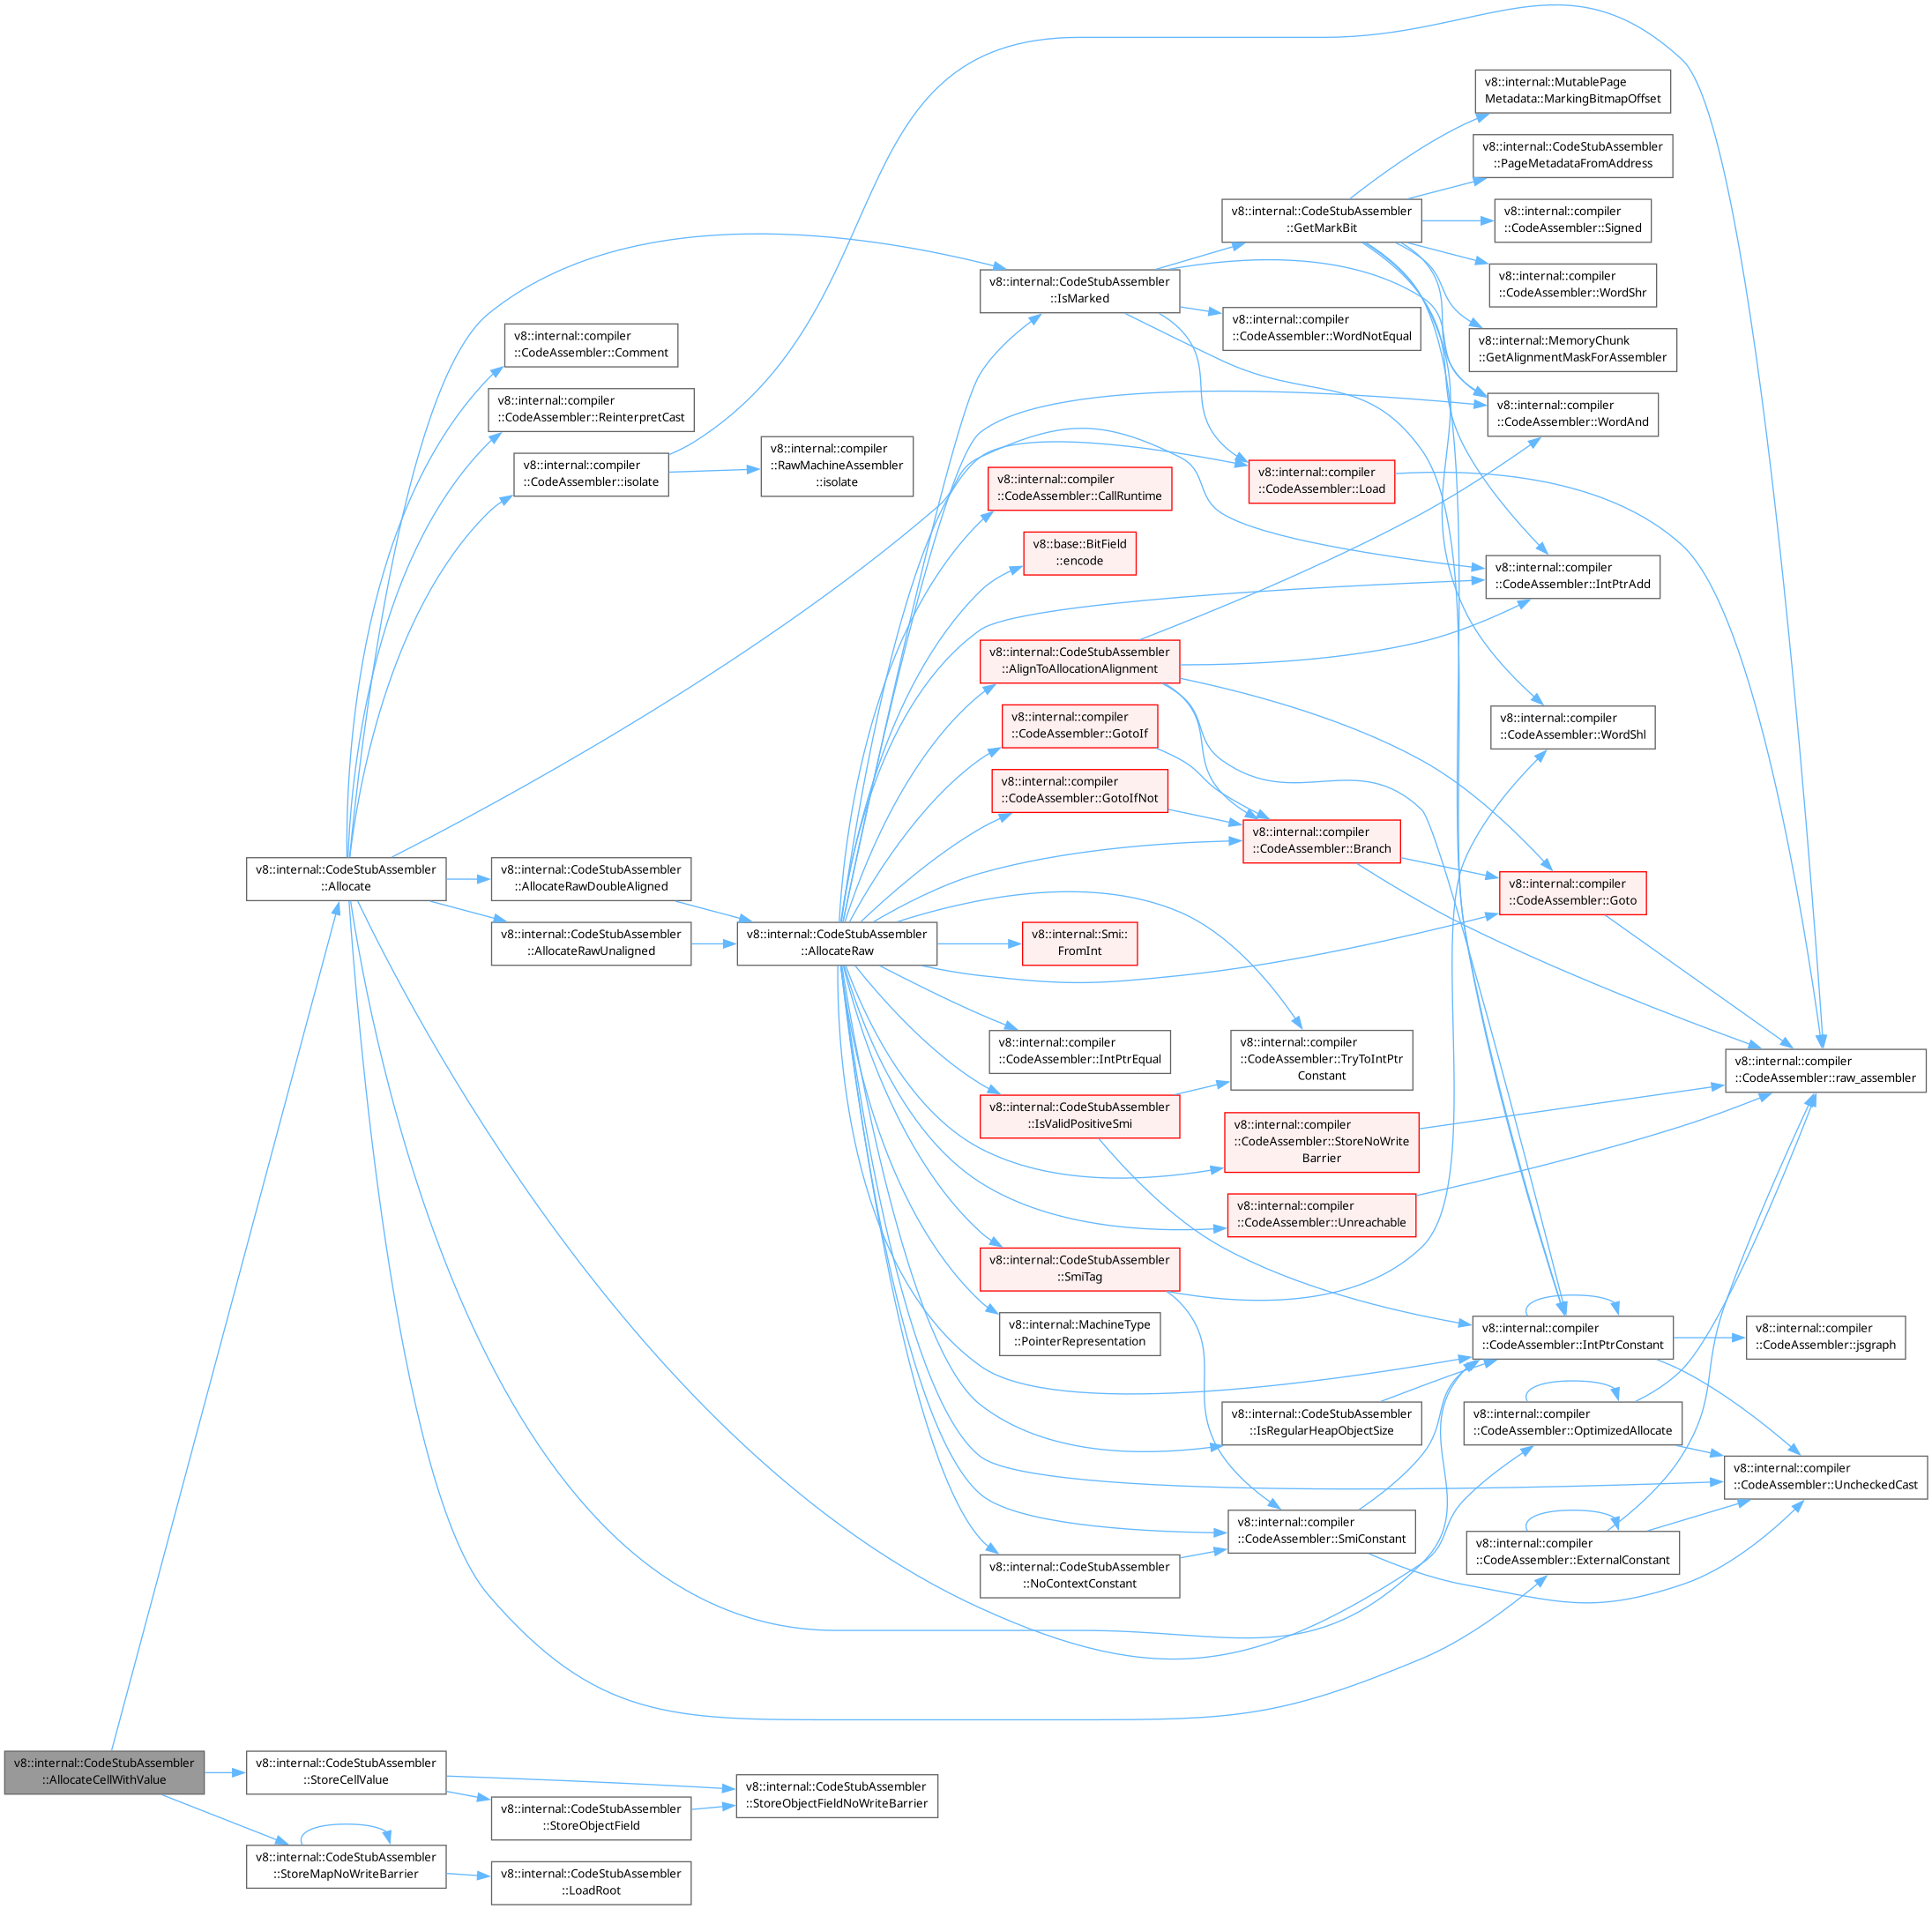 v8::internal::MutablePage
Metadata::MarkingBitmapOffset
v8::internal::CodeStubAssembler
::PageMetadataFromAddress
v8::internal::CodeStubAssembler
::GetMarkBit
v8::internal::compiler
::CodeAssembler::Signed
v8::internal::compiler
::CodeAssembler::WordShr
v8::internal::CodeStubAssembler
::IsMarked
v8::internal::compiler
::CodeAssembler::WordNotEqual
v8::internal::MemoryChunk
::GetAlignmentMaskForAssembler
v8::internal::compiler
::CodeAssembler::Comment
v8::internal::compiler
::CodeAssembler::ReinterpretCast
v8::internal::compiler
::CodeAssembler::WordAnd
v8::internal::compiler
::CodeAssembler::isolate
v8::internal::compiler
::RawMachineAssembler
::isolate
v8::internal::compiler
::CodeAssembler::CallRuntime
v8::internal::compiler
::CodeAssembler::Load
v8::base::BitField
::encode
v8::internal::compiler
::CodeAssembler::IntPtrAdd
v8::internal::CodeStubAssembler
::AlignToAllocationAlignment
v8::internal::compiler
::CodeAssembler::GotoIf
v8::internal::compiler
::CodeAssembler::WordShl
v8::internal::compiler
::CodeAssembler::GotoIfNot
v8::internal::compiler
::CodeAssembler::Branch
v8::internal::CodeStubAssembler
::Allocate
v8::internal::CodeStubAssembler
::AllocateRawDoubleAligned
v8::internal::compiler
::CodeAssembler::Goto
v8::internal::CodeStubAssembler
::AllocateRawUnaligned
v8::internal::CodeStubAssembler
::AllocateRaw
v8::internal::Smi::
FromInt
v8::internal::compiler
::CodeAssembler::IntPtrEqual
v8::internal::compiler
::CodeAssembler::TryToIntPtr
Constant
v8::internal::compiler
::CodeAssembler::raw_assembler
v8::internal::CodeStubAssembler
::IsValidPositiveSmi
v8::internal::compiler
::CodeAssembler::StoreNoWrite
Barrier
v8::internal::compiler
::CodeAssembler::Unreachable
v8::internal::CodeStubAssembler
::SmiTag
v8::internal::MachineType
::PointerRepresentation
v8::internal::compiler
::CodeAssembler::IntPtrConstant
v8::internal::compiler
::CodeAssembler::jsgraph
v8::internal::CodeStubAssembler
::IsRegularHeapObjectSize
v8::internal::compiler
::CodeAssembler::OptimizedAllocate
v8::internal::compiler
::CodeAssembler::UncheckedCast
v8::internal::compiler
::CodeAssembler::SmiConstant
v8::internal::compiler
::CodeAssembler::ExternalConstant
v8::internal::CodeStubAssembler
::NoContextConstant
v8::internal::CodeStubAssembler
::AllocateCellWithValue
v8::internal::CodeStubAssembler
::StoreCellValue
v8::internal::CodeStubAssembler
::StoreObjectFieldNoWriteBarrier
v8::internal::CodeStubAssembler
::StoreObjectField
v8::internal::CodeStubAssembler
::StoreMapNoWriteBarrier
v8::internal::CodeStubAssembler
::LoadRoot